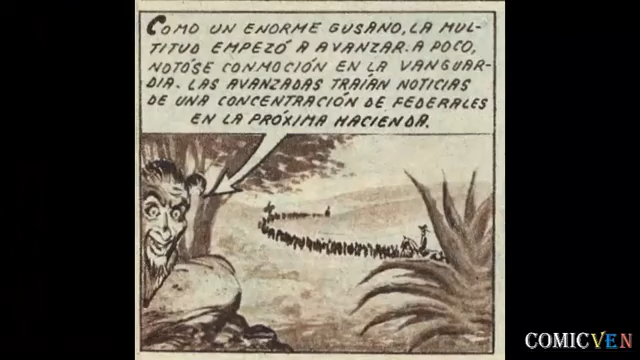 COMO UN ENORME GUSANO, LA MUL-
TITUD EMPEZÓ A AVANZAR. A POCO,
NOTÓSE CONMOCIÓN EN LA VANGUAR-
DIA. LAS AVANZADAS TRAÍAN NOTICIAS
DE UNA CONCENTRACIÓN DE FEDERALES
EN LA PRÓXIMA HACIENDA.
COMICVEN